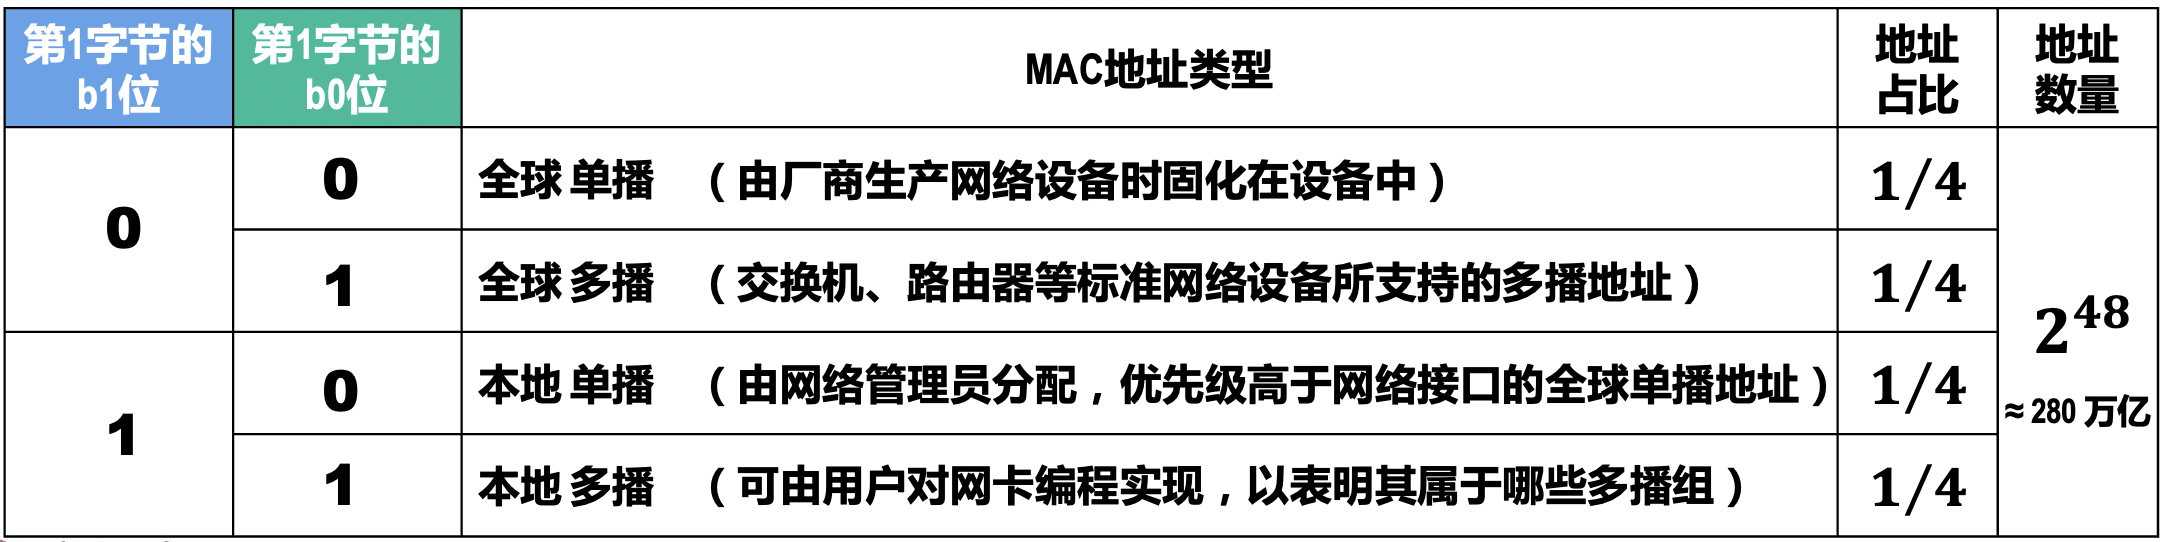 第1字节的
b1位
第1字节的
b0位
MAC地址类型
地址
占比
地址
数量
0
0
全球 单播 （由厂商生产网络设备时固化在设备中）
1/4
1
全球 多播 （交换机、路由器等标准网络设备所支持的多播地址）
1/4
1
0
本地 单播 （由网络管理员分配，优先级高于网络接口的全球单播地址）
1/4
1
本地 多播 （可由用户对网卡编程实现，以表明其属于哪些多播组）
1/4
2^48
≈ 280 万亿